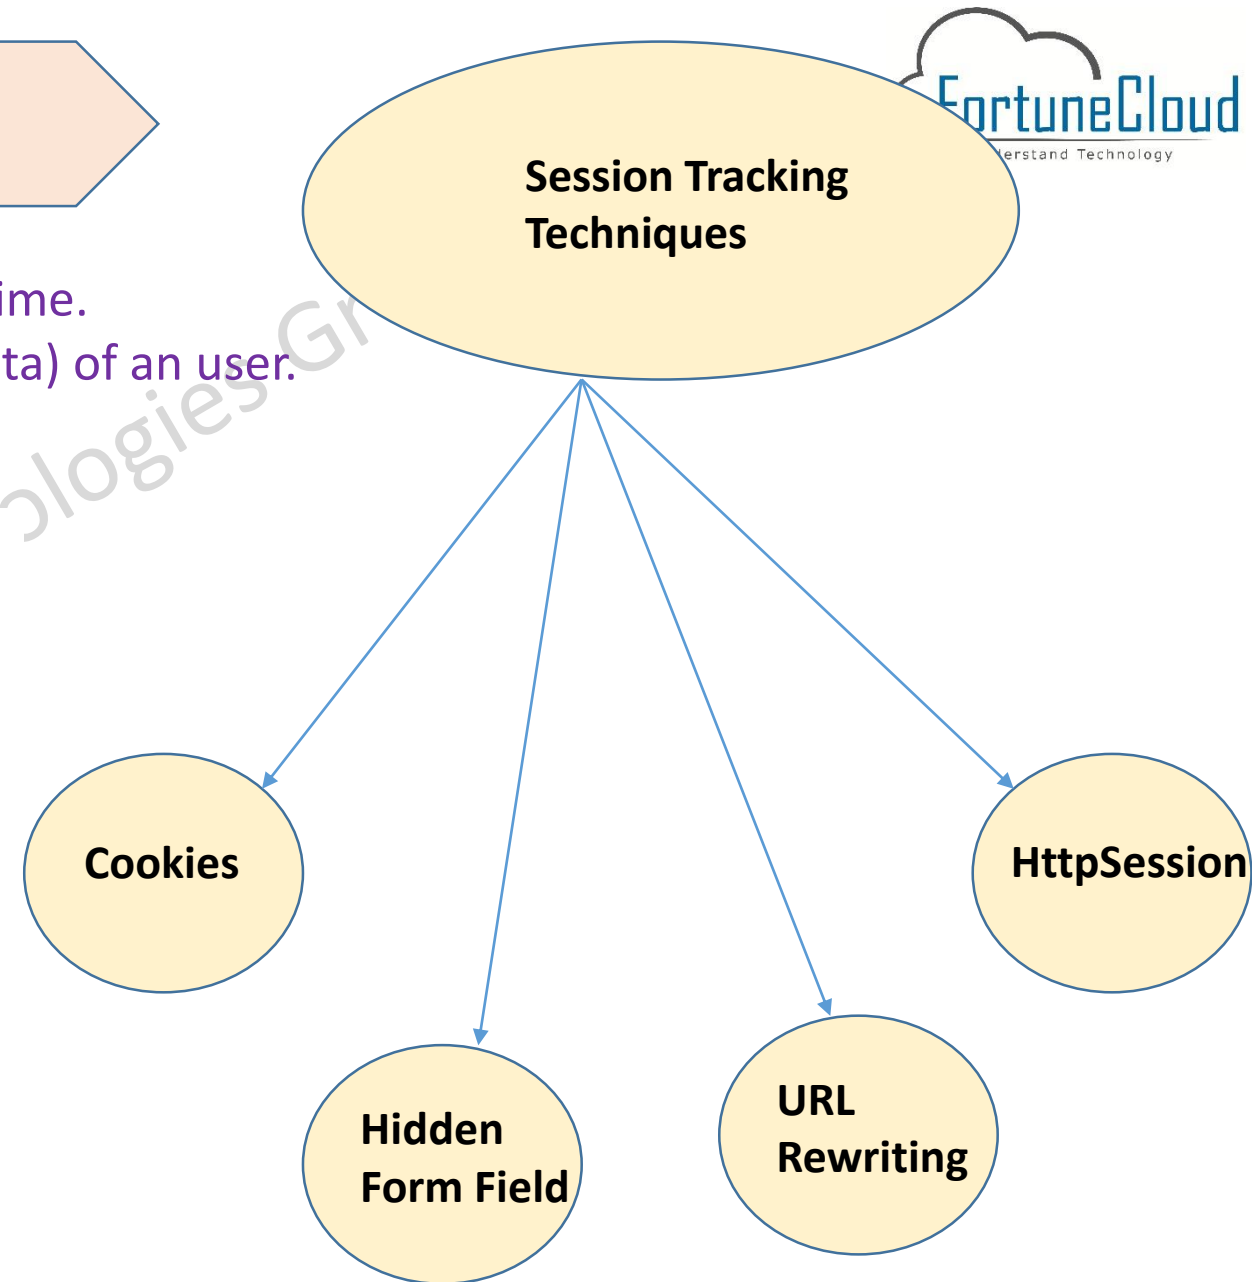 FortuneCloud
erstand Technology
Session Tracking
Techniques
ime.
ta) of an user.
ologies Gr
Cookies
HttpSession
Hidden
Form Field
URL
Rewriting